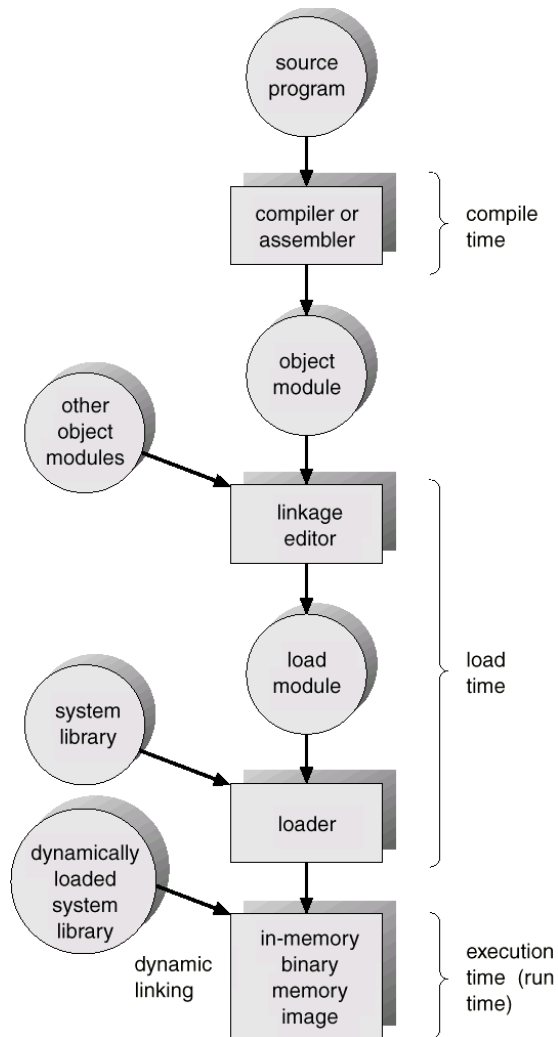 source
program
compiler or
assembler
compile
time
object
module
other
object
modules
linkage
editor
load
module
load
time
system
library
loader
dynamically
loaded
system
library
dynamic
linking
in-memory
binary
memory
image
execution
time (run
time)